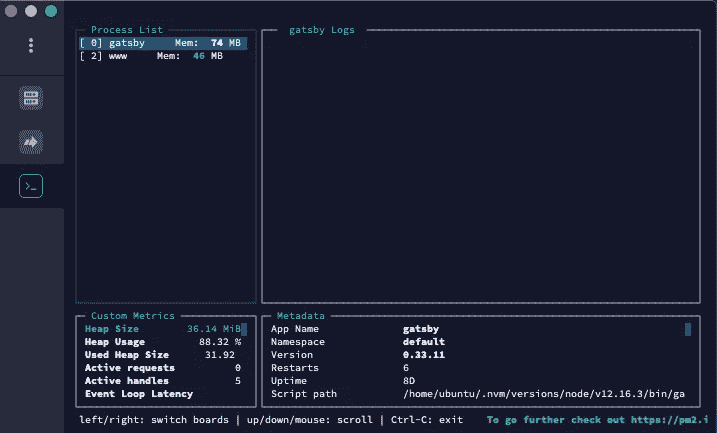 Process List
[ 0] gatsby Mem: 74 MB
[ 2] www Mem: 46 MB
gatsby Logs
Custom Metrics
Heap Size 36.14 MiB
Heap Usage 88.32 %
Used Heap Size 31.92
Active requests 0
Active handles 5
Event Loop Latency
Metadata
App Name gatsby
Namespace default
Version 0.33.11
Restarts 6
Uptime 8D
Script path /home/ubuntu/.nvm/versions/node/v12.16.3/bin/ga
left/right: switch boards | up/down/mouse: scroll | Ctrl-C: exit To go further check out https://pm2.i